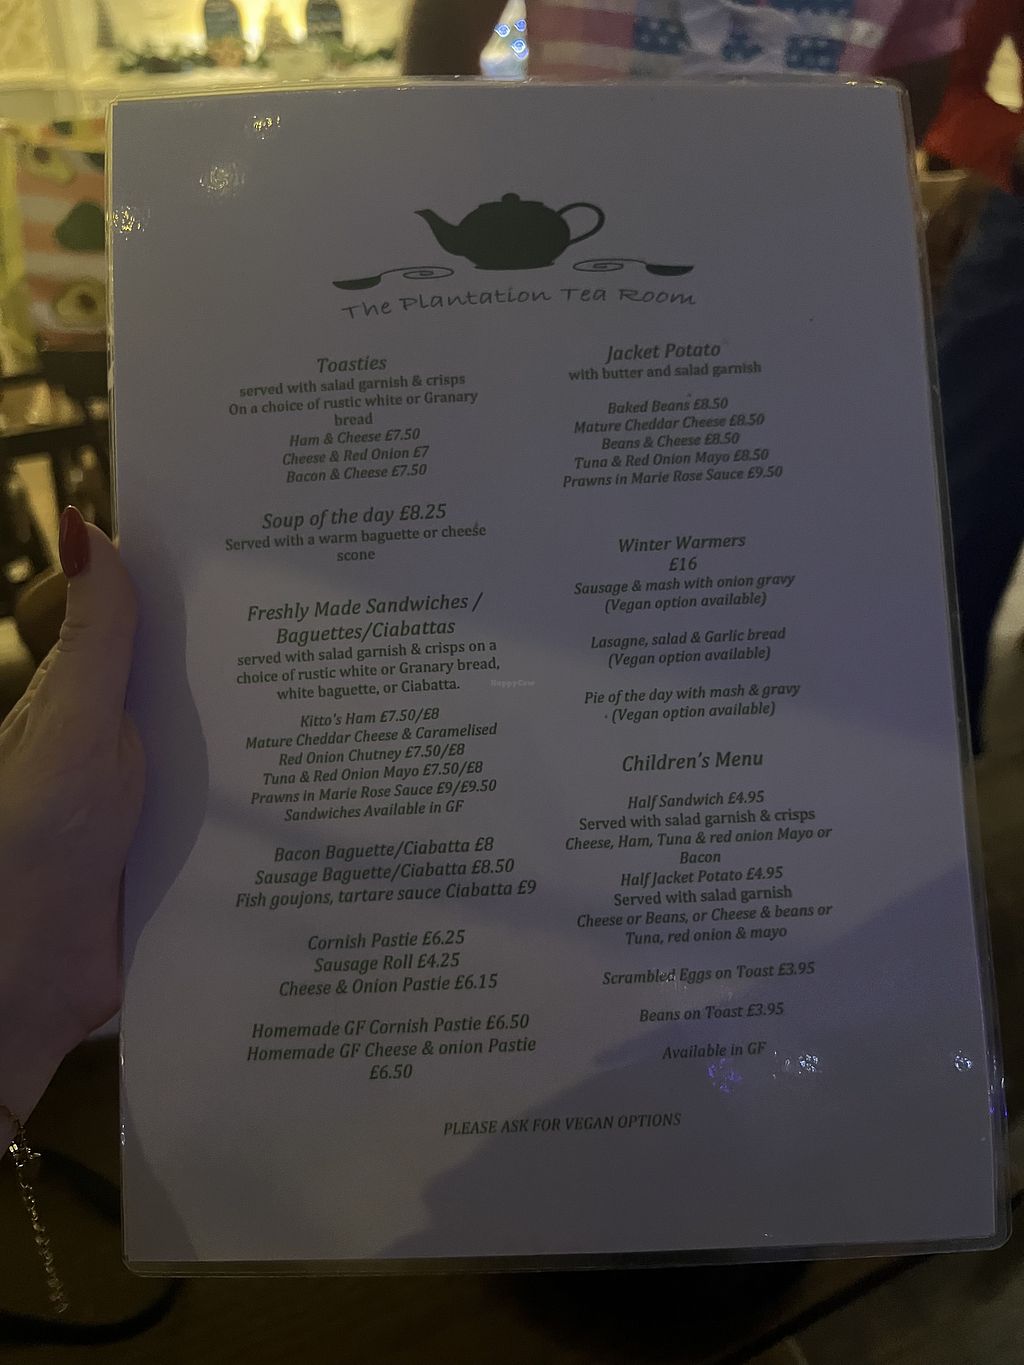 The Plantation Tea Room
Toasties
served with salad garnish & crisps
On a choice of rustic white or Granary
bread
Ham & Cheese £7.50
Cheese & Red Onion £7
Bacon & Cheese £7.50
Soup of the day £8.25
Served with a warm baguette or cheese
scone
Freshly Made Sandwiches /
Baguettes/Ciabattas
served with salad garnish & crisps on a
choice of rustic white or Granary bread,
white baguette, or Ciabatta.
Kitto's Ham £7.50/£8
Mature Cheddar Cheese & Caramelised
Red Onion Chutney £7.50/£8
Tuna & Red Onion Mayo £7.50/£8
Prawns in Marie Rose Sauce £9/£9.50
Sandwiches Available in GF
Bacon Baguette/Ciabatta £8
Sausage Baguette/Ciabatta £8.50
Fish goujons, tartare sauce Ciabatta £9
Cornish Pastie £6.25
Sausage Roll £4.25
Cheese & Onion Pastie £6.15
Homemade GF Cornish Pastie £6.50
Homemade GF Cheese & onion Pastie
£6.50
Jacket Potato
with butter and salad garnish
Baked Beans £8.50
Mature Cheddar Cheese £8.50
Beans & Cheese £8.50
Tuna & Red Onion Mayo £8.50
Prawns in Marie Rose Sauce £9.50
Winter Warmers
£16
Sausage & mash with onion gravy
(Vegan option available)
Lasagne, salad & Garlic bread
(Vegan option available)
Pie of the day with mash & gravy
(Vegan option available)
Children's Menu
Half Sandwich £4.95
Served with salad garnish & crisps
Cheese, Ham, Tuna & red onion Mayo or
Bacon
Half Jacket Potato £4.95
Served with salad garnish
Cheese or Beans, or Cheese & beans or
Tuna, red onion & mayo
Scrambled Eggs on Toast £3.95
Beans on Toast £3.95
Available in GF
PLEASE ASK FOR VEGAN OPTIONS
HappyCow